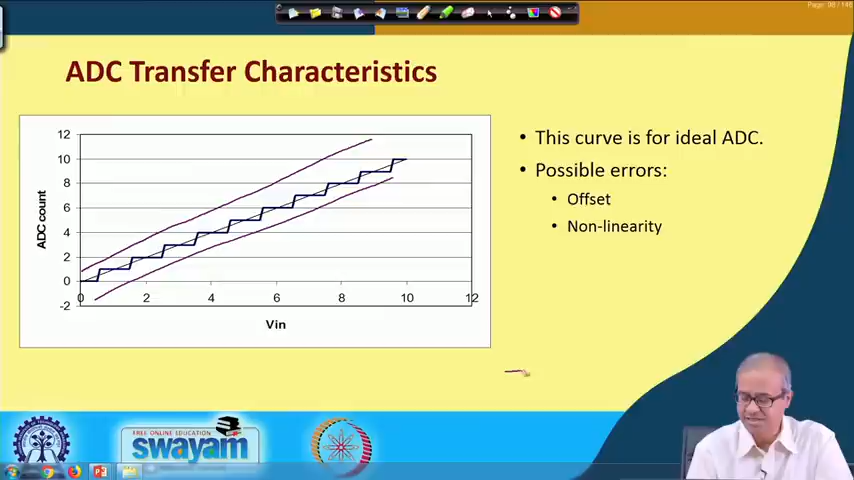 Page: 98 / 146
ADC Transfer Characteristics
12
10
8
6
4
2
0
-2
ADC count
0 2 4 6 8 10 12
Vin
• This curve is for ideal ADC.
• Possible errors:
• Offset
• Non-linearity
FREE ONLINE EDUCATION
swayam